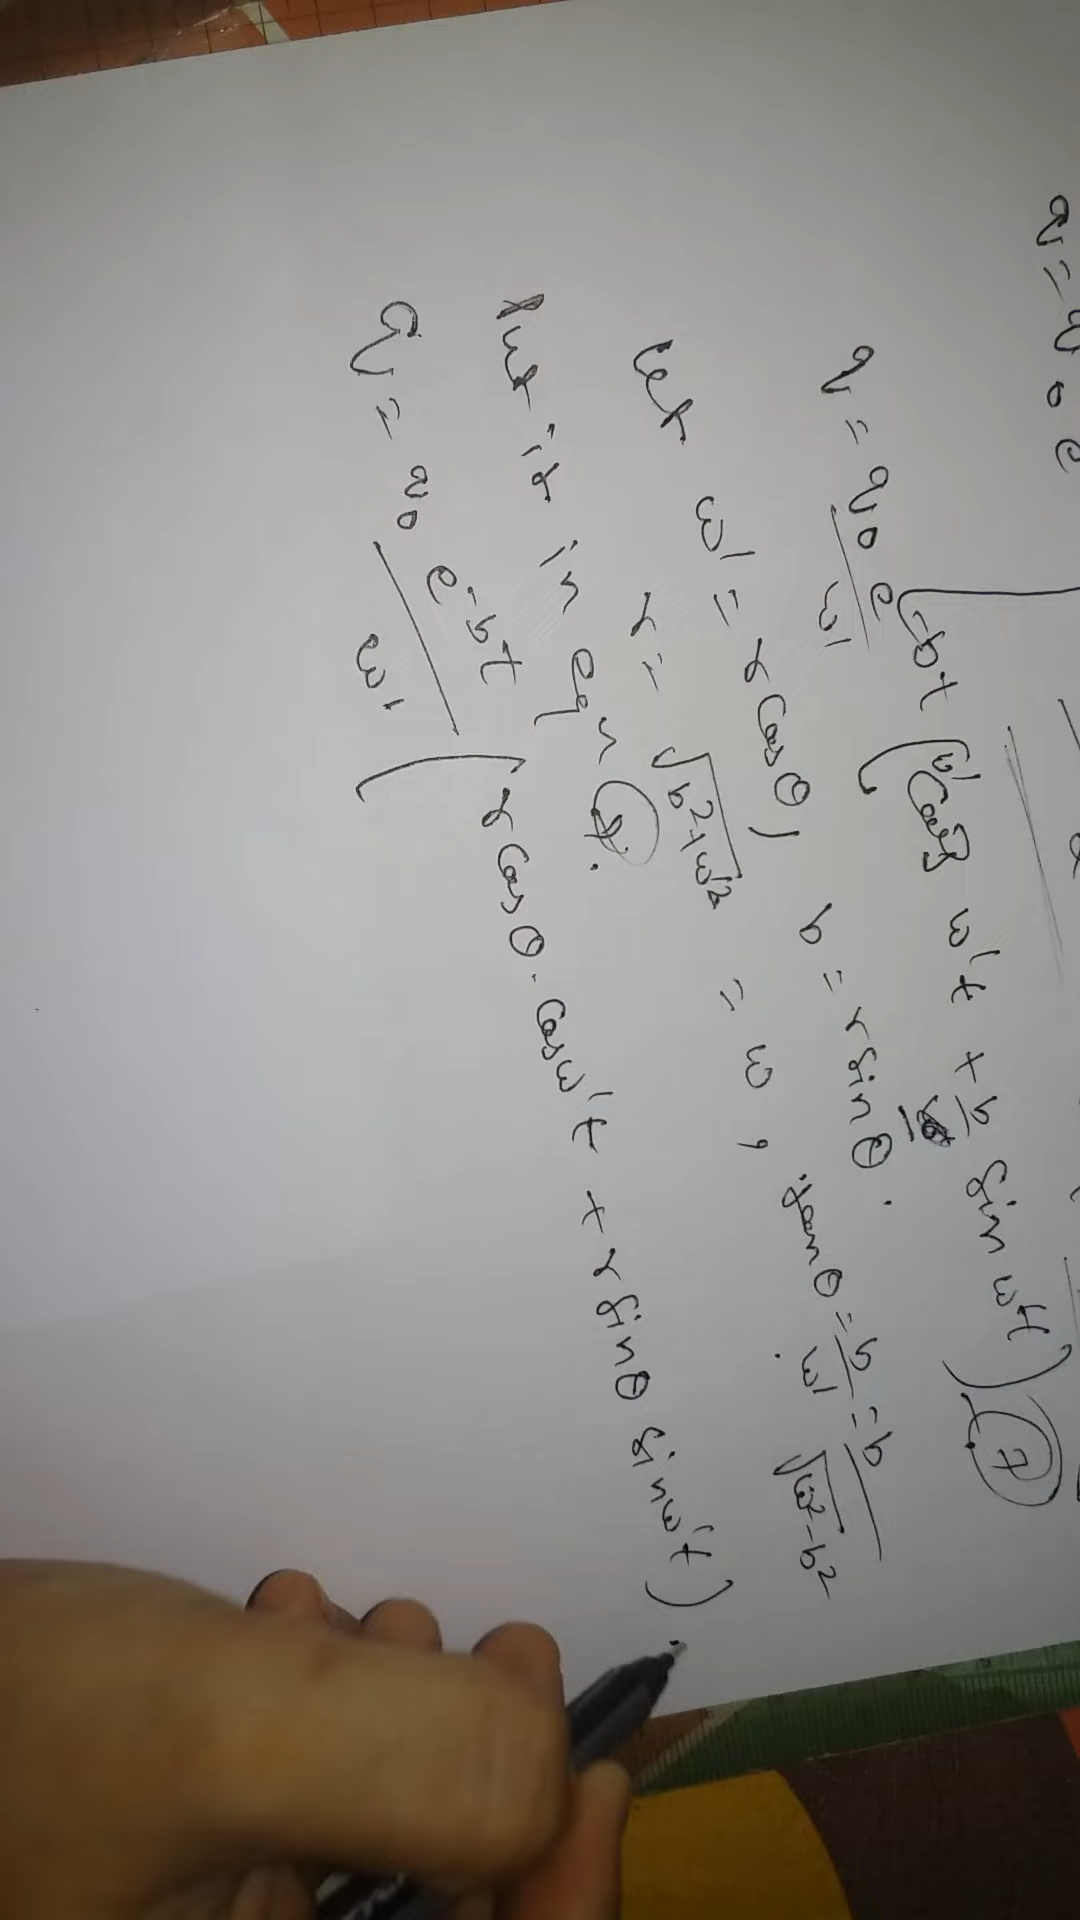 q = q₀ e
q = q₀ e^-bt / ω' (ω' Cos ω't + b sin ω't) 7
let ω' = r Cos θ, b = r sin θ.
r = √b²+ω'² = ω, tan θ = b/ω' = b/√ω²-b²
Put it in eqn 7.
q = q₀ e^-bt / ω' (r Cos θ . Cos ω't + r sin θ sin ω't).